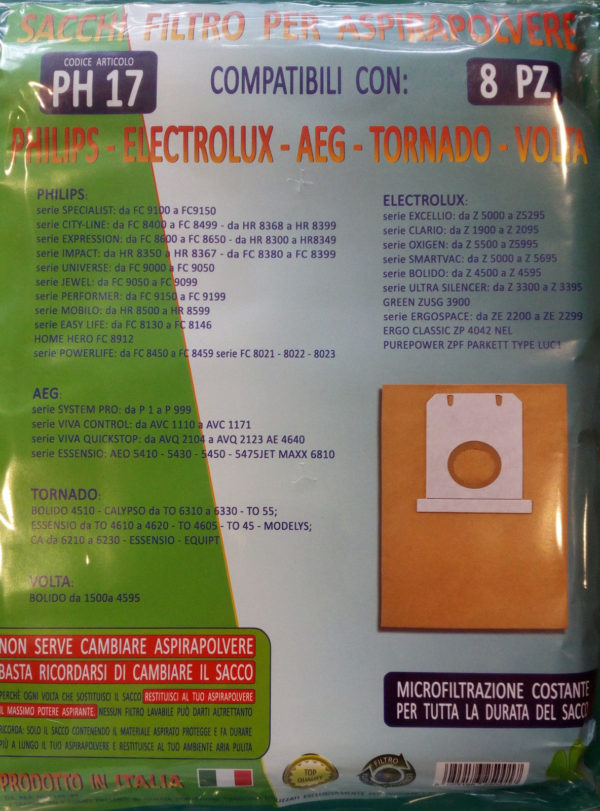 SACCHI FILTRO PER ASPIRAPOLVERE
CODICE ARTICOLO
PH 17
COMPATIBILI CON:
8 PZ
PHILIPS - ELECTROLUX - AEG - TORNADO - VOLTA
PHILIPS:
serie SPECIALIST: da FC 9100 a FC9150
serie CITY-LINE: da FC 8400 a FC 8499 - da HR 8368 a HR 8399
serie EXPRESSION: da FC 8600 a FC 8650 - da HR 8300 a HR8349
serie IMPACT: da HR 8350 a HR 8367 - da FC 8380 a FC 8399
serie UNIVERSE: da FC 9000 a FC 9050
serie JEWEL: da FC 9050 a FC 9099
serie PERFORMER: da FC 9150 a FC 9199
serie MOBILO: da HR 8500 a HR 8599
serie EASY LIFE: da FC 8130 a FC 8146
HOME HERO FC 8912
serie POWERLIFE: da FC 8450 a FC 8459 serie FC 8021 - 8022 - 8023
ELECTROLUX:
serie EXCELLIO: da Z 5000 a Z5295
serie CLARIO: da Z 1900 a Z 2095
serie OXIGEN: da Z 5500 a Z5995
serie SMARTVAC: da Z 5000 a Z 5695
serie BOLIDO: da Z 4500 a Z 4595
serie ULTRA SILENCER: da Z 3300 a Z 3395
GREEN ZUSG 3900
serie ERGOSPACE: da ZE 2200 a ZE 2299
ERGO CLASSIC ZP 4042 NEL
PUREPOWER ZPF PARKETT TYPE LUC1
AEG:
serie SYSTEM PRO: da P 1 a P 999
serie VIVA CONTROL: da AVC 1110 a AVC 1171
serie VIVA QUICKSTOP: da AVQ 2104 a AVQ 2123 AE 4640
serie ESSENSIO: AEO 5410 - 5430 - 5450 - 5475JET MAXX 6810
TORNADO:
BOLIDO 4510 - CALYPSO da TO 6310 a 6330 - TO 55;
ESSENSIO da TO 4610 a 4620 - TO 4605 - TO 45 - MODELYS;
CA da 6210 a 6230 - ESSENSIO - EQUIPT
VOLTA:
BOLIDO da 1500a 4595
NON SERVE CAMBIARE ASPIRAPOLVERE
BASTA RICORDARSI DI CAMBIARE IL SACCO
PERCHÈ OGNI VOLTA CHE SOSTITUISCI IL SACCO RESTITUISCI AL TUO ASPIRAPOLVERE
IL MASSIMO POTERE ASPIRANTE. NESSUN FILTRO LAVABILE PUÒ DARTI ALTRETTANTO
RICORDA: SOLO IL SACCO CONTENENDO IL MATERIALE ASPIRATO PROTEGGE E FA DURARE
PIÙ A LUNGO IL TUO ASPIRAPOLVERE E RESTITUISCE AL TUO AMBIENTE ARIA PULITA
MICROFILTRAZIONE COSTANTE
PER TUTTA LA DURATA DEL SACCO
PRODOTTO IN ITALIA
TOP
QUALITY
FILTRO